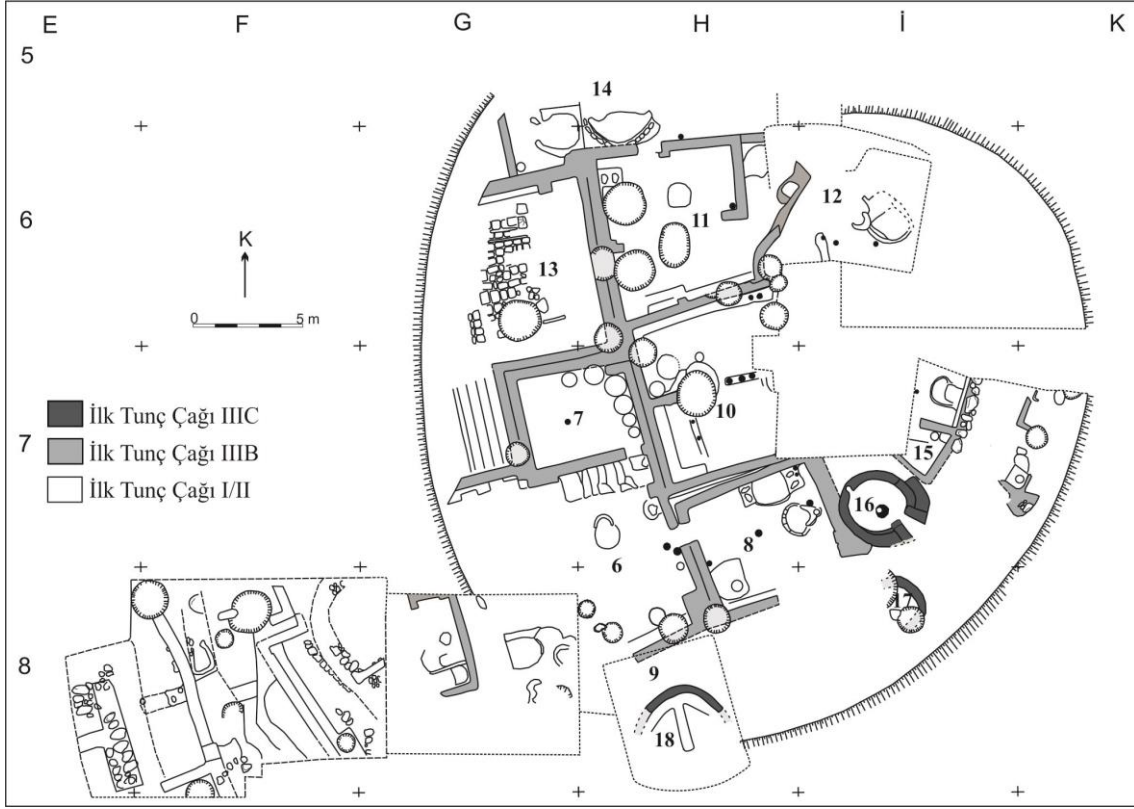 E F G H İ K
5
14
6
12
11
K
13
0 5 m
İlk Tunç Çağı IIIC
İlk Tunç Çağı IIIB
İlk Tunç Çağı I/II
7
7
10
15
16
8
6
17
8
9
18